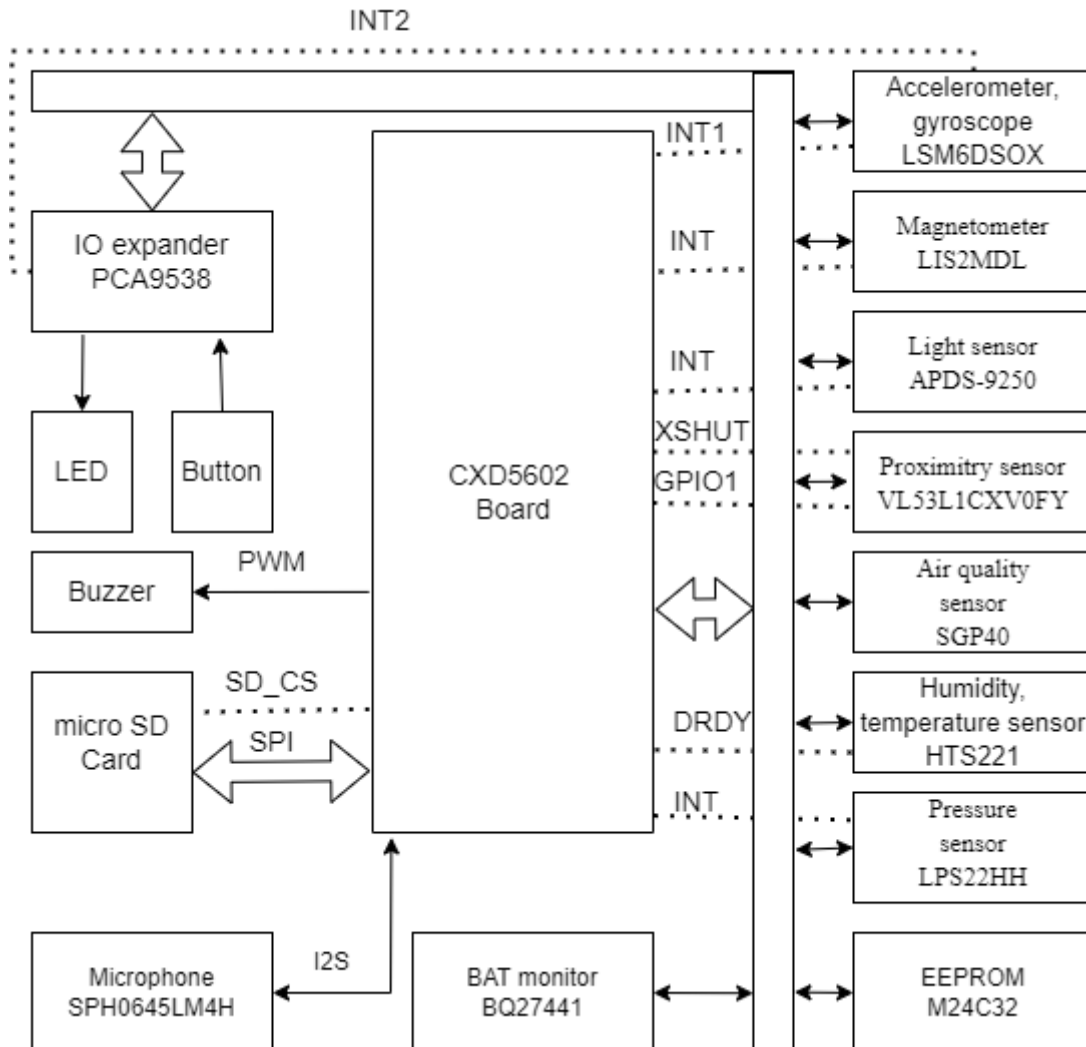 INT2
Accelerometer,
gyroscope
LSM6DSOX
INT1
IO expander
PCA9538
INT
Magnetometer
LIS2MDL
INT
Light sensor
APDS-9250
LED
Button
CXD5602
Board
XSHUT
GPIO1
Proximitry sensor
VL53L1CXV0FY
Buzzer
PWM
Air quality
sensor
SGP40
micro SD
Card
SD_CS
SPI
DRDY
Humidity,
temperature sensor
HTS221
INT
Pressure
sensor
LPS22HH
Microphone
SPH0645LM4H
I2S
BAT monitor
BQ27441
EEPROM
M24C32